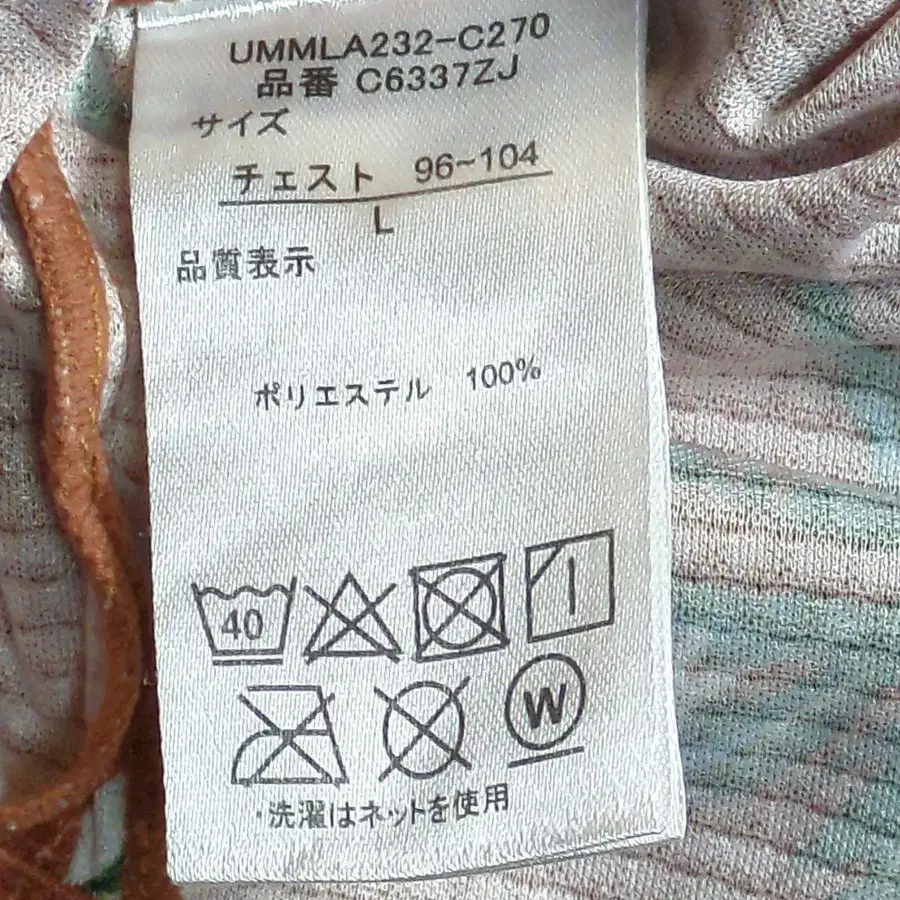 UMMLA232-C270
品番 C6337ZJ
サイズ
チェスト 96~104
L
品質表示
ポリエステル 100%
40
W
・洗濯はネットを使用